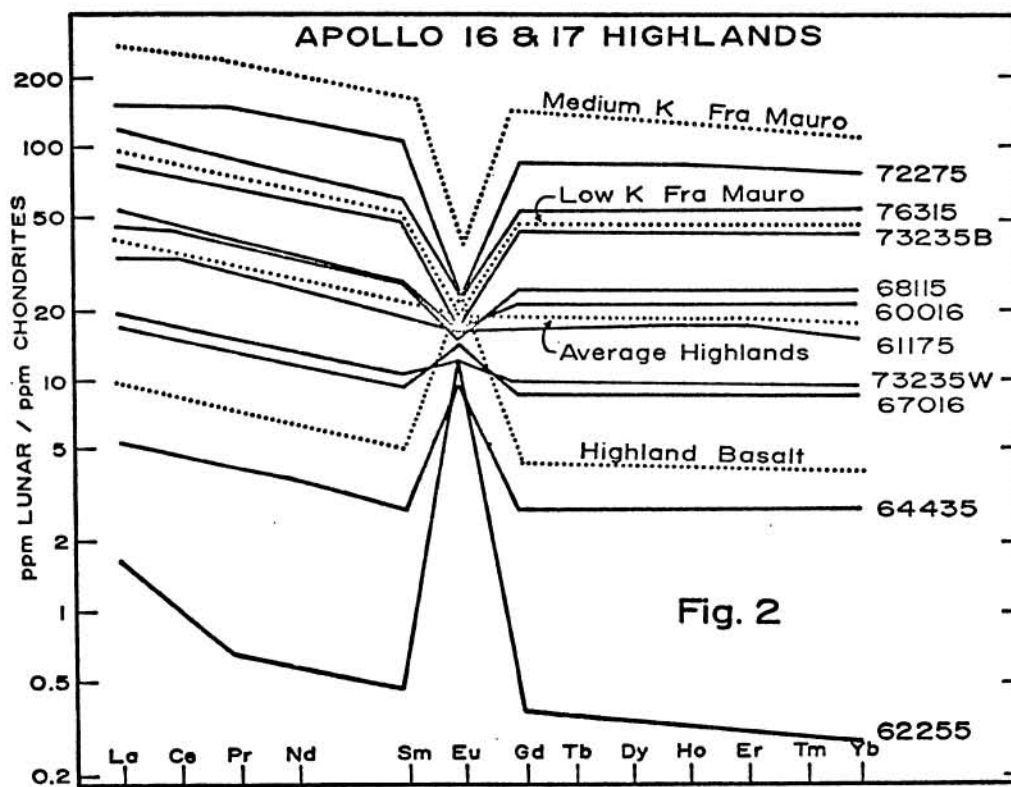 APOLLO 16 & 17 HIGHLANDS
ppm LUNAR / ppm CHONDRITES
200
100
50
20
10
5
2
1
0.5
0.2
Medium K Fra Mauro
72275
Low K Fra Mauro
76315
73235B
68115
60016
61175
Average Highlands
73235W
67016
Highland Basalt
64435
Fig. 2
62255
La Ce Pr Nd Sm Eu Gd Tb Dy Ho Er Tm Yb